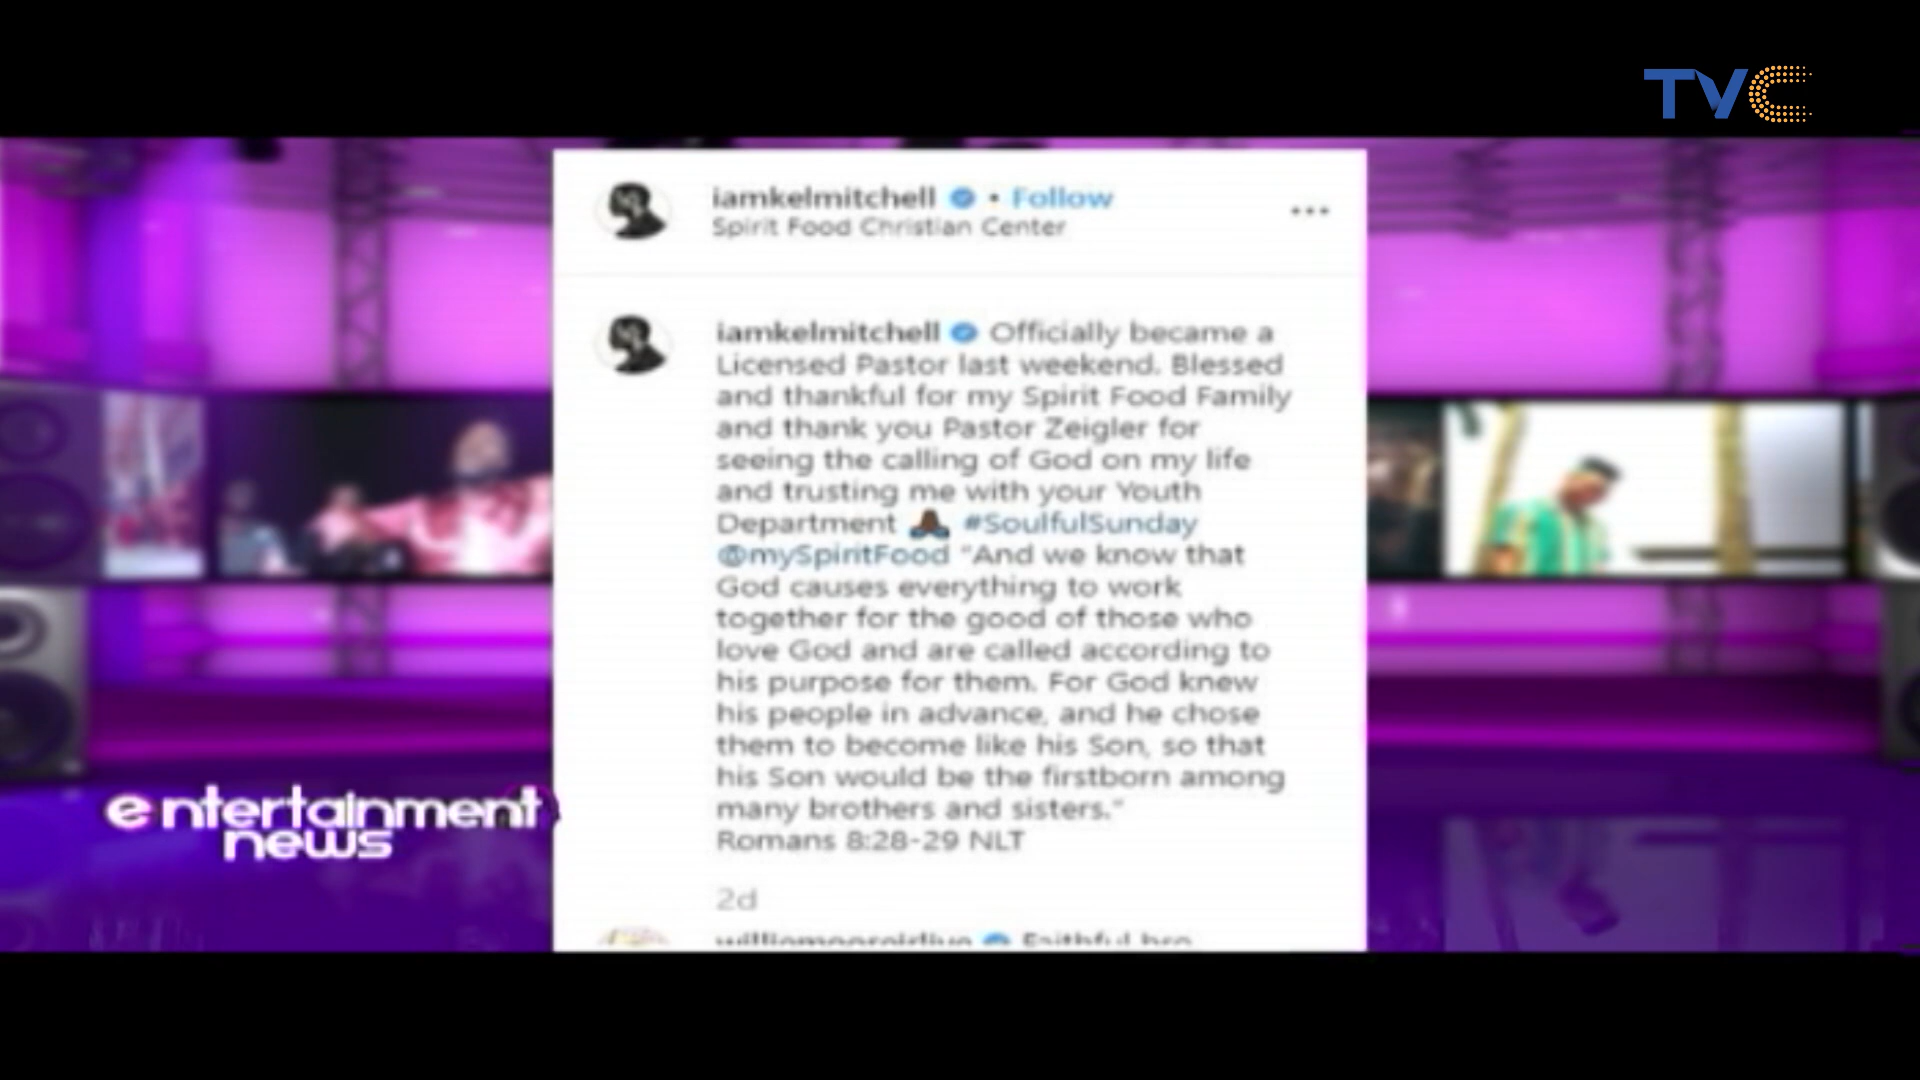 TVC
iamkelmitchell • Follow
Spirit Food Christian Center
iamkelmitchell Officially became a
Licensed Pastor last weekend. Blessed
and thankful for my Spirit Food Family
and thank you Pastor Zeigler for
seeing the calling of God on my life
and trusting me with your Youth
Department 🙏🏾 #SoulfulSunday
@mySpiritFood "And we know that
God causes everything to work
together for the good of those who
love God and are called according to
his purpose for them. For God knew
his people in advance, and he chose
them to become like his Son, so that
his Son would be the firstborn among
many brothers and sisters."
Romans 8:28-29 NLT
2d
Faithful bro
entertainment
news